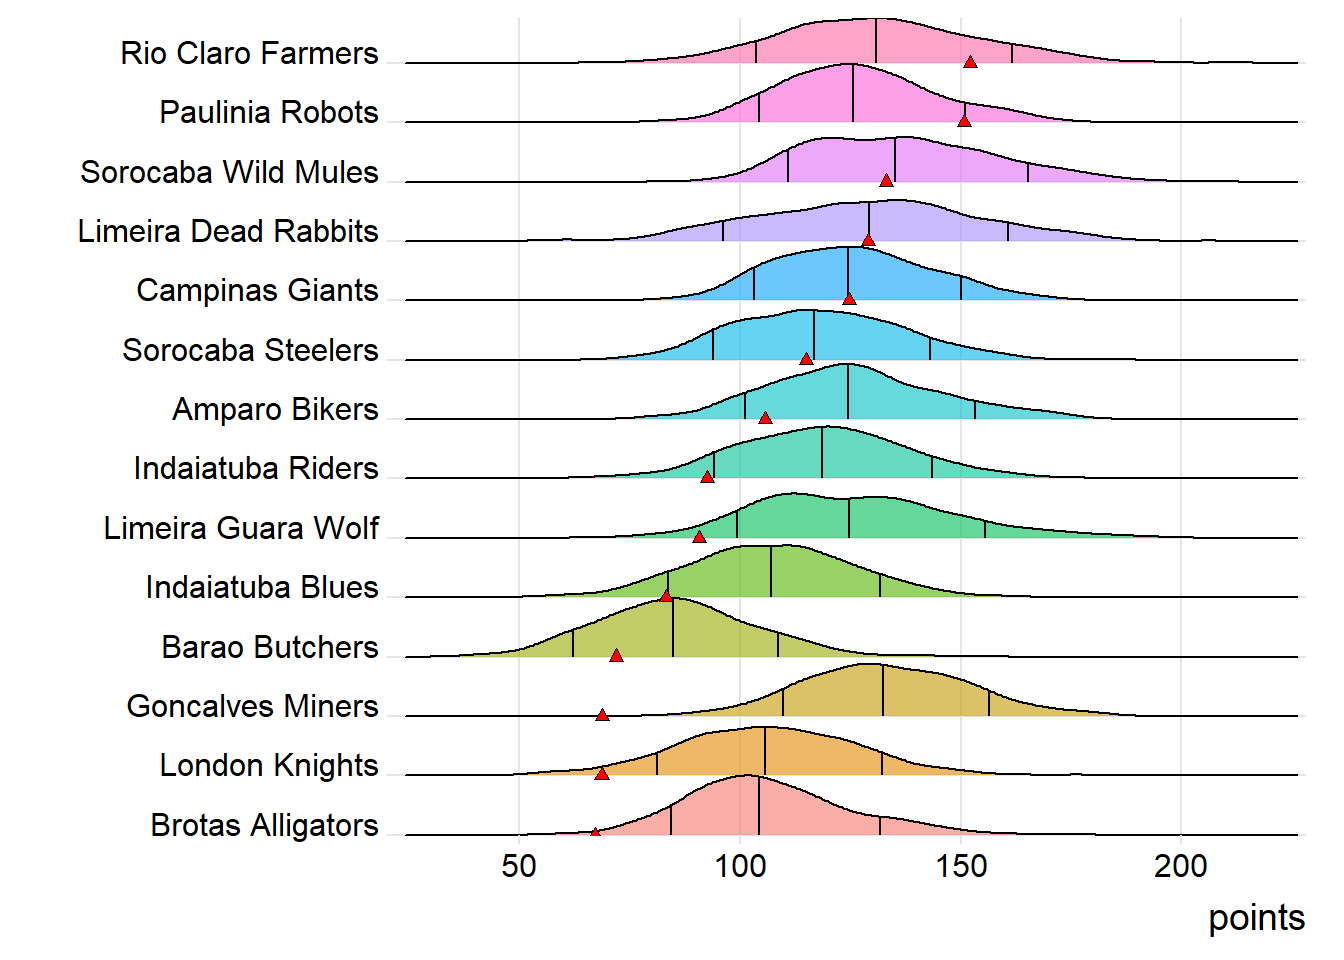 Rio Claro Farmers
Paulinia Robots
Sorocaba Wild Mules
Limeira Dead Rabbits
Campinas Giants
Sorocaba Steelers
Amparo Bikers
Indaiatuba Riders
Limeira Guara Wolf
Indaiatuba Blues
Barao Butchers
Goncalves Miners
London Knights
Brotas Alligators
50 100 150 200
points